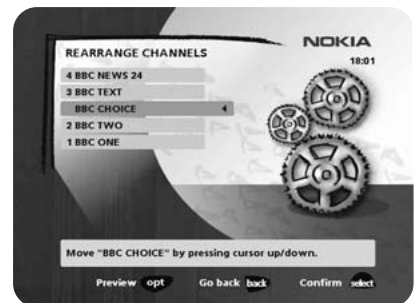 NOKIA
REARRANGE CHANNELS
18:01
4 BBC NEWS 24
3 BBC TEXT
BBC CHOICE
2 BBC TWO
1 BBC ONE
Move "BBC CHOICE" by pressing cursor up/down.
Preview opt Go back back Confirm select